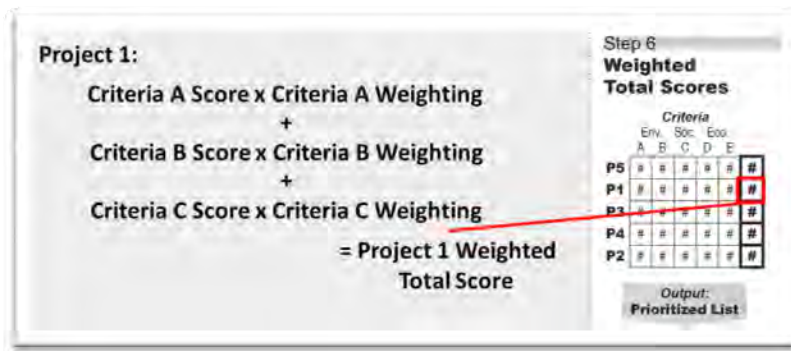 Project 1:
Criteria A Score x Criteria A Weighting
+
Criteria B Score x Criteria B Weighting
+
Criteria C Score x Criteria C Weighting
= Project 1 Weighted
Total Score
Step 6
Weighted
Total Scores
Criteria
Env. Soc. Eco.
A B C D E
P5 # # # # # #
P1 # # # # # #
P3 # # # # # #
P4 # # # # # #
P2 # # # # # #
Output:
Prioritized List